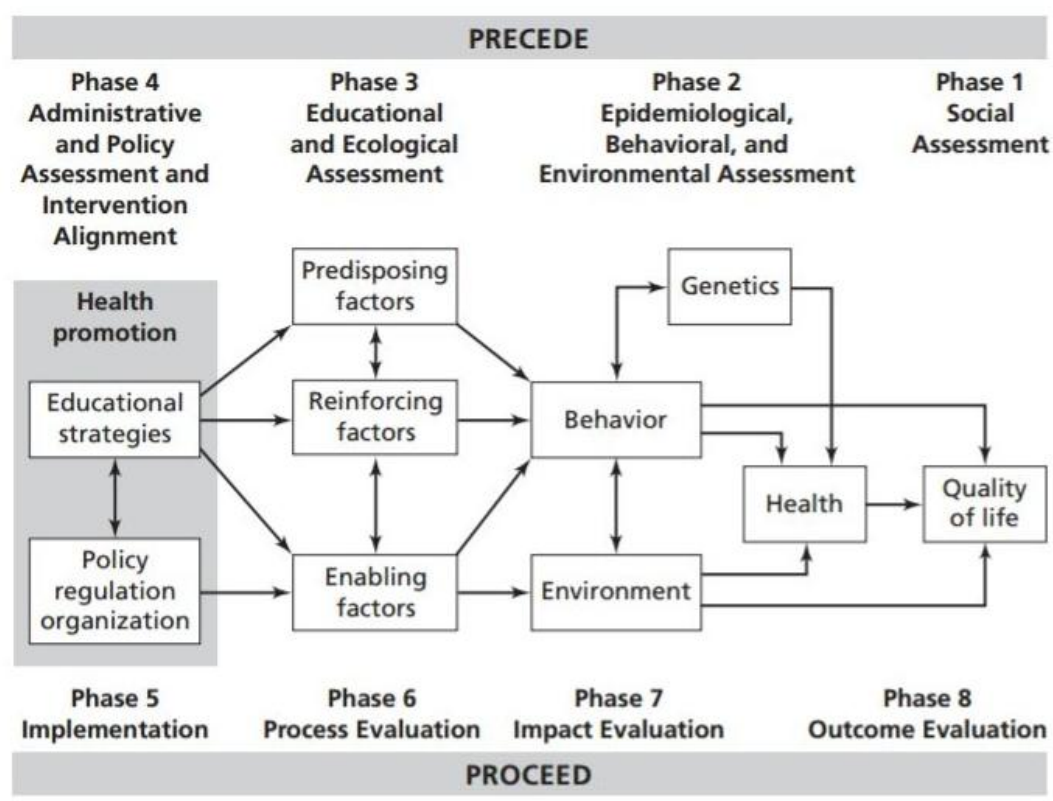 PRECEDE
Phase 4
Administrative
and Policy
Assessment and
Intervention
Alignment
Phase 3
Educational
and Ecological
Assessment
Phase 2
Epidemiological,
Behavioral, and
Environmental Assessment
Phase 1
Social
Assessment
Health
promotion
Educational
strategies
Policy
regulation
organization
Predisposing
factors
Reinforcing
factors
Enabling
factors
Genetics
Behavior
Environment
Health
Quality
of life
Phase 5
Implementation
Phase 6
Process Evaluation
Phase 7
Impact Evaluation
Phase 8
Outcome Evaluation
PROCEED